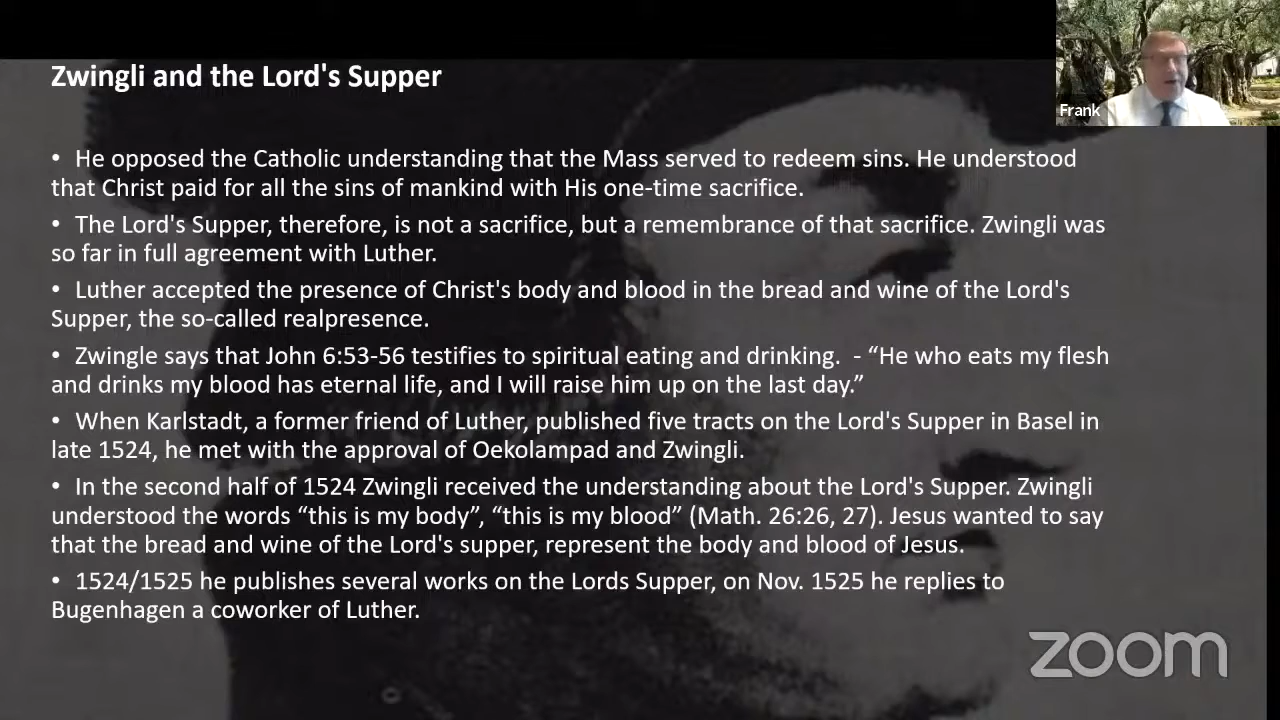 Zwingli and the Lord's Supper
Frank
• He opposed the Catholic understanding that the Mass served to redeem sins. He understood
that Christ paid for all the sins of mankind with His one-time sacrifice.
• The Lord's Supper, therefore, is not a sacrifice, but a remembrance of that sacrifice. Zwingli was
so far in full agreement with Luther.
• Luther accepted the presence of Christ's body and blood in the bread and wine of the Lord's
Supper, the so-called realpresence.
• Zwingle says that John 6:53-56 testifies to spiritual eating and drinking. - “He who eats my flesh
and drinks my blood has eternal life, and I will raise him up on the last day.”
• When Karlstadt, a former friend of Luther, published five tracts on the Lord's Supper in Basel in
late 1524, he met with the approval of Oekolampad and Zwingli.
• In the second half of 1524 Zwingli received the understanding about the Lord's Supper. Zwingli
understood the words “this is my body”, “this is my blood” (Math. 26:26, 27). Jesus wanted to say
that the bread and wine of the Lord's supper, represent the body and blood of Jesus.
• 1524/1525 he publishes several works on the Lords Supper, on Nov. 1525 he replies to
Bugenhagen a coworker of Luther.
zoom